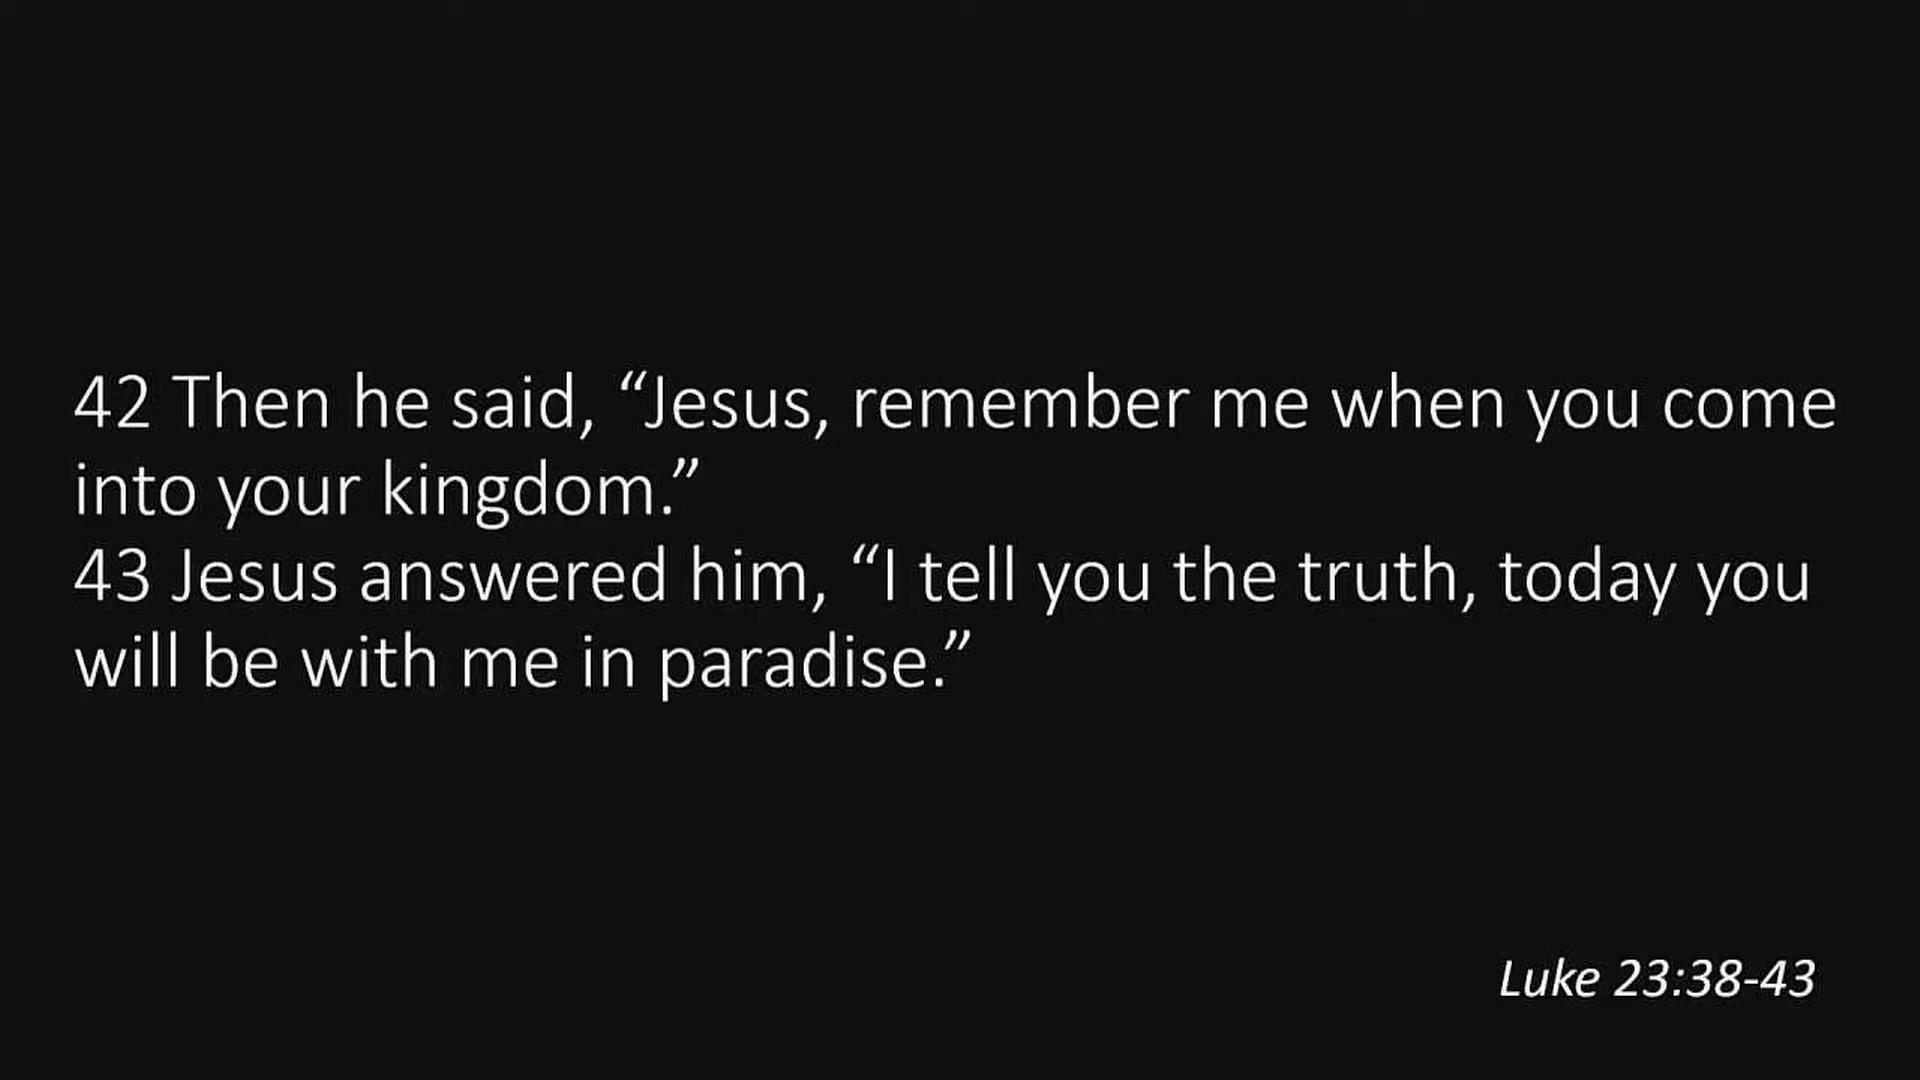 42 Then he said, “Jesus, remember me when you come
into your kingdom.”
43 Jesus answered him, “I tell you the truth, today you
will be with me in paradise.”
Luke 23:38-43